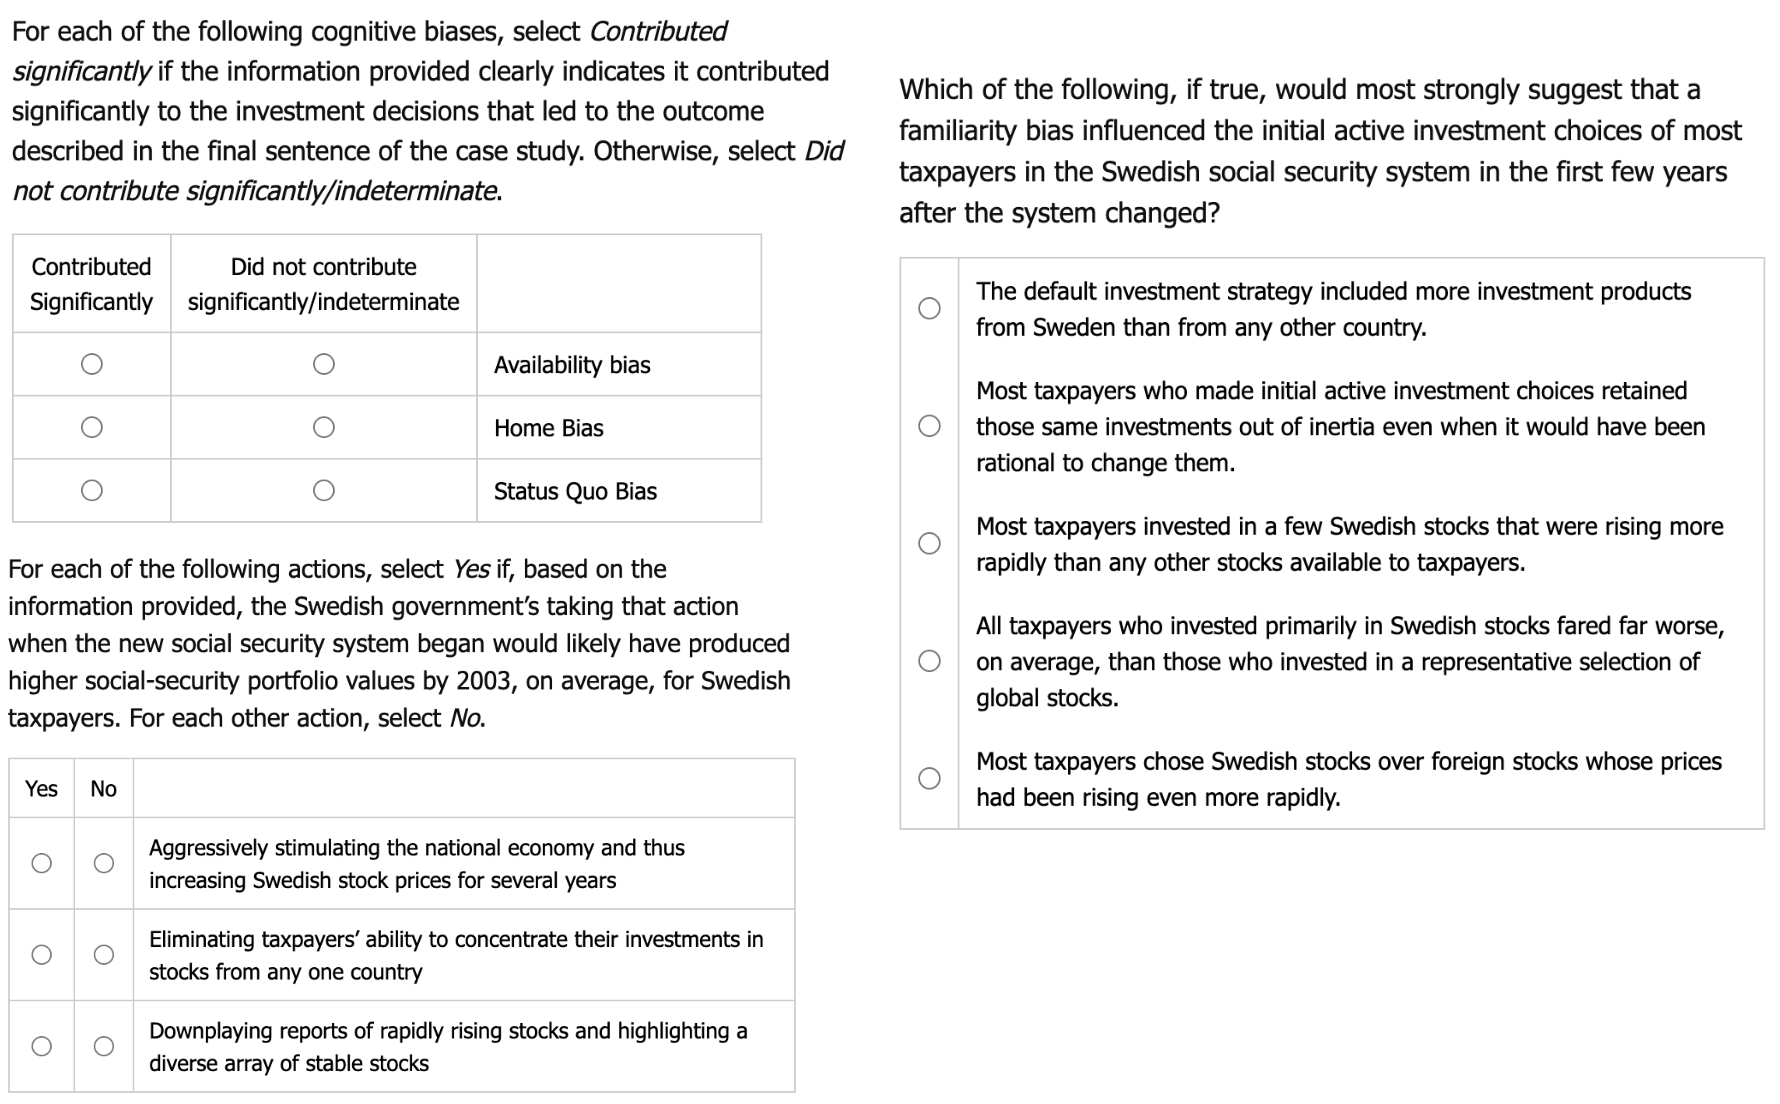 For each of the following cognitive biases, select Contributed
significantly if the information provided clearly indicates it contributed
significantly to the investment decisions that led to the outcome
described in the final sentence of the case study. Otherwise, select Did
not contribute significantly/indeterminate.
Contributed
Significantly
Did not contribute
significantly/indeterminate
Availability bias
Home Bias
Status Quo Bias
For each of the following actions, select Yes if, based on the
information provided, the Swedish government’s taking that action
when the new social security system began would likely have produced
higher social-security portfolio values by 2003, on average, for Swedish
taxpayers. For each other action, select No.
Yes
No
Aggressively stimulating the national economy and thus
increasing Swedish stock prices for several years
Eliminating taxpayers’ ability to concentrate their investments in
stocks from any one country
Downplaying reports of rapidly rising stocks and highlighting a
diverse array of stable stocks
Which of the following, if true, would most strongly suggest that a
familiarity bias influenced the initial active investment choices of most
taxpayers in the Swedish social security system in the first few years
after the system changed?
The default investment strategy included more investment products
from Sweden than from any other country.
Most taxpayers who made initial active investment choices retained
those same investments out of inertia even when it would have been
rational to change them.
Most taxpayers invested in a few Swedish stocks that were rising more
rapidly than any other stocks available to taxpayers.
All taxpayers who invested primarily in Swedish stocks fared far worse,
on average, than those who invested in a representative selection of
global stocks.
Most taxpayers chose Swedish stocks over foreign stocks whose prices
had been rising even more rapidly.